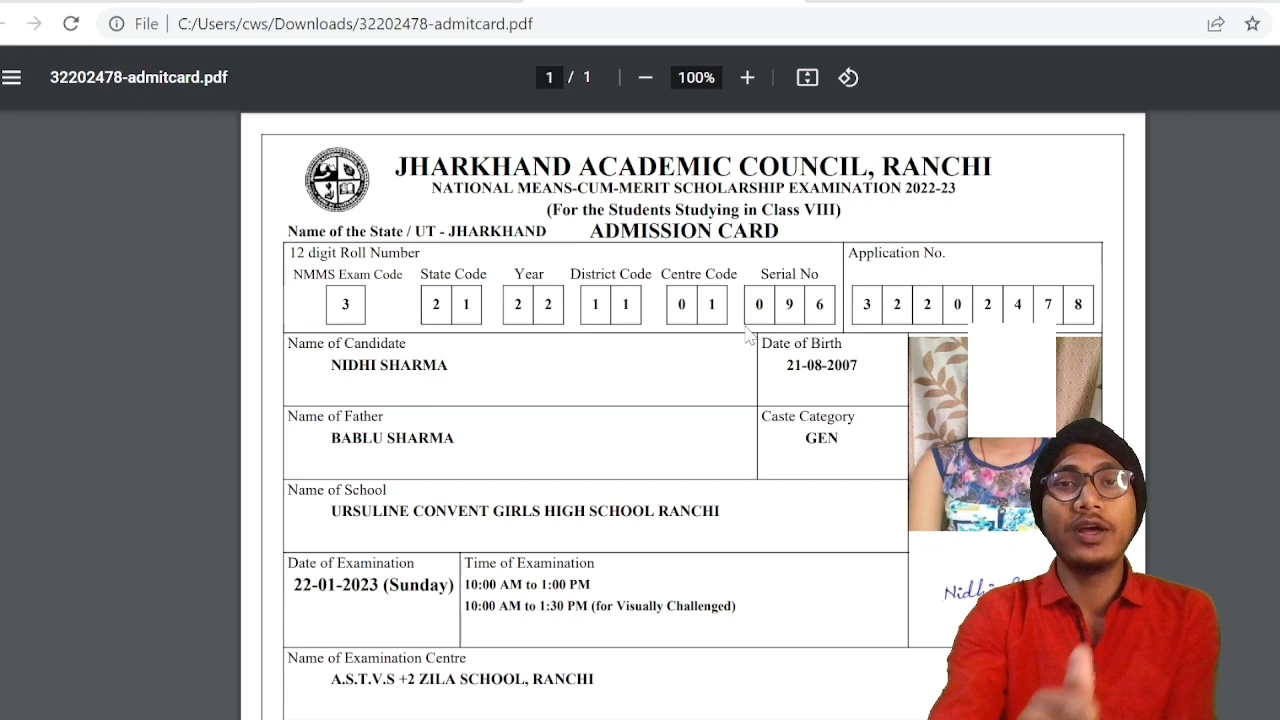 File | C:/Users/cws/Downloads/32202478-admitcard.pdf
32202478-admitcard.pdf
1 / 1
100%
JHARKHAND ACADEMIC COUNCIL, RANCHI
NATIONAL MEANS-CUM-MERIT SCHOLARSHIP EXAMINATION 2022-23
(For the Students Studying in Class VIII)
Name of the State / UT - JHARKHAND ADMISSION CARD
12 digit Roll Number Application No.
NMMS Exam Code State Code Year District Code Centre Code Serial No
3 2 1 2 2 1 1 0 1 0 9 6 3 2 2 0 2 4 7 8
Name of Candidate Date of Birth
NIDHI SHARMA 21-08-2007
Name of Father Caste Category
BABLU SHARMA GEN
Name of School
URSULINE CONVENT GIRLS HIGH SCHOOL RANCHI
Date of Examination Time of Examination
22-01-2023 (Sunday) 10:00 AM to 1:00 PM
10:00 AM to 1:30 PM (for Visually Challenged)
Nidhi
Name of Examination Centre
A.S.T.V.S +2 ZILA SCHOOL, RANCHI